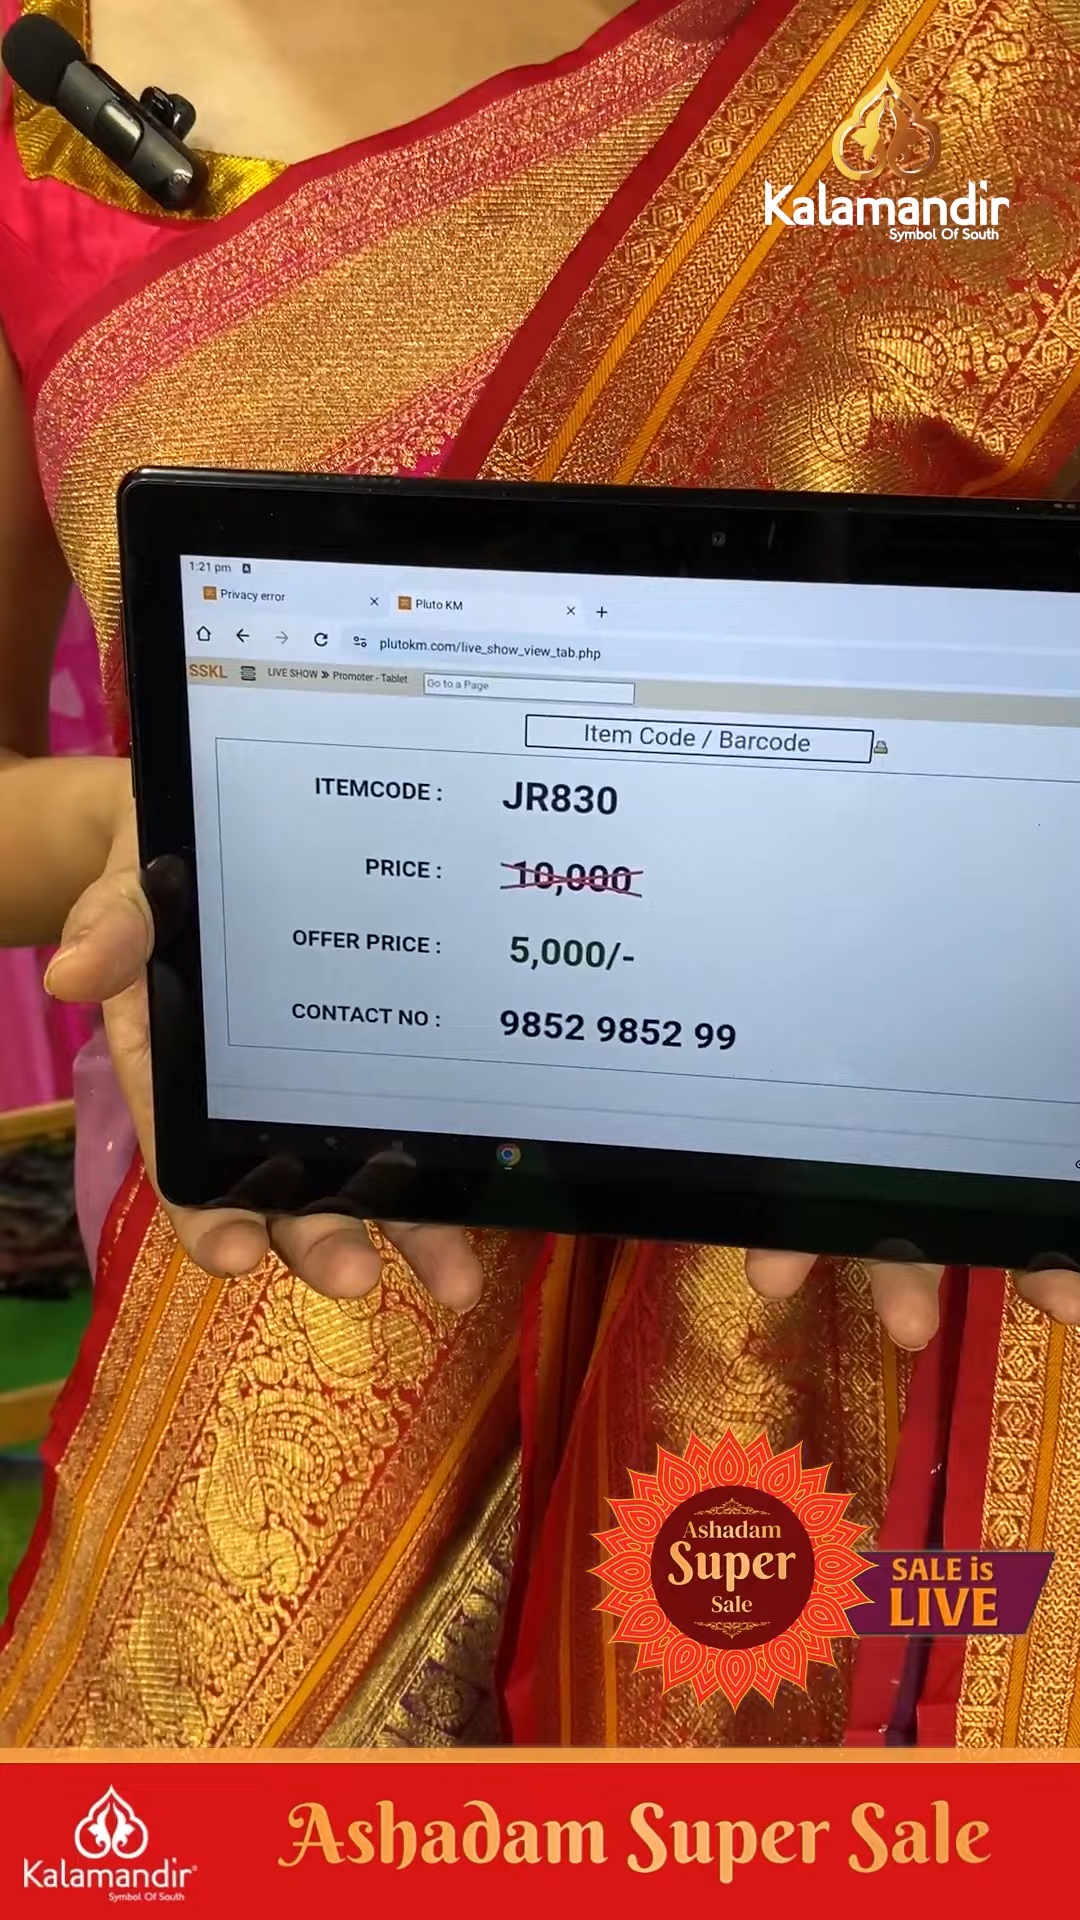 Kalamandir
Symbol Of South
1:21 pm
Privacy error
Pluto KM
plutokm.com/live_show_view_tab.php
SSKL
LIVE SHOW » Promoter - Tablet
Go to a Page
Item Code / Barcode
ITEMCODE : JR830
PRICE : 10,000
OFFER PRICE : 5,000/-
CONTACT NO : 9852 9852 99
Ashadam
Super
Sale
SALE is
LIVE
Kalamandir
Symbol Of South
Ashadam Super Sale